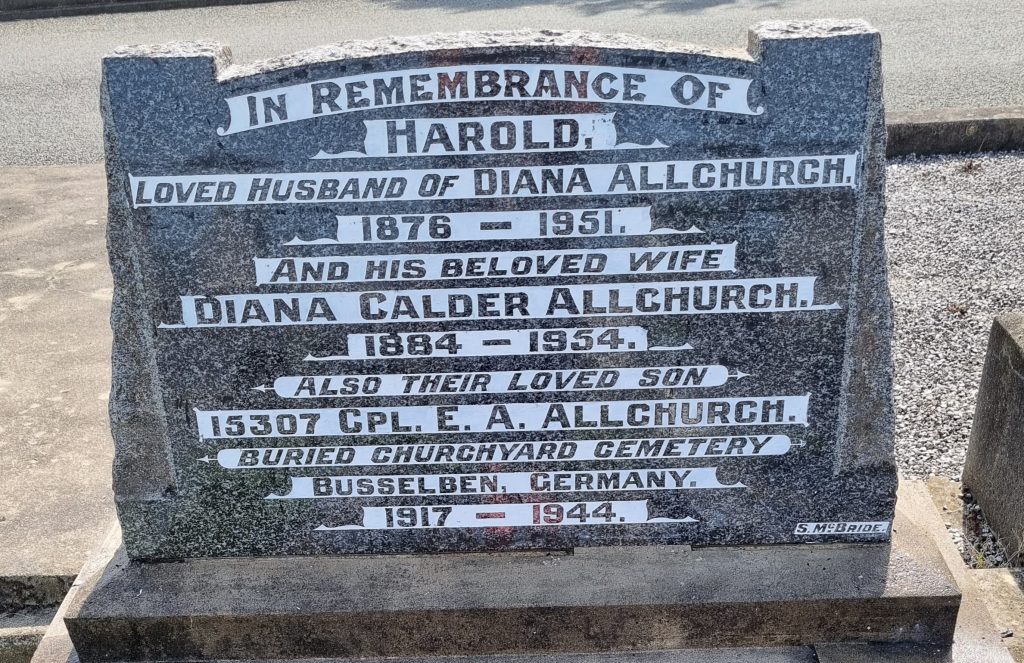 In Remembrance Of
Harold,
Loved Husband Of Diana Allchurch.
1876 – 1951.
And his beloved wife
Diana Calder Allchurch.
1884 – 1954.
Also their loved son
15307 Cpl. E. A. Allchurch.
Buried Churchyard Cemetery
Busselben, Germany.
1917 – 1944.
S. McBride.